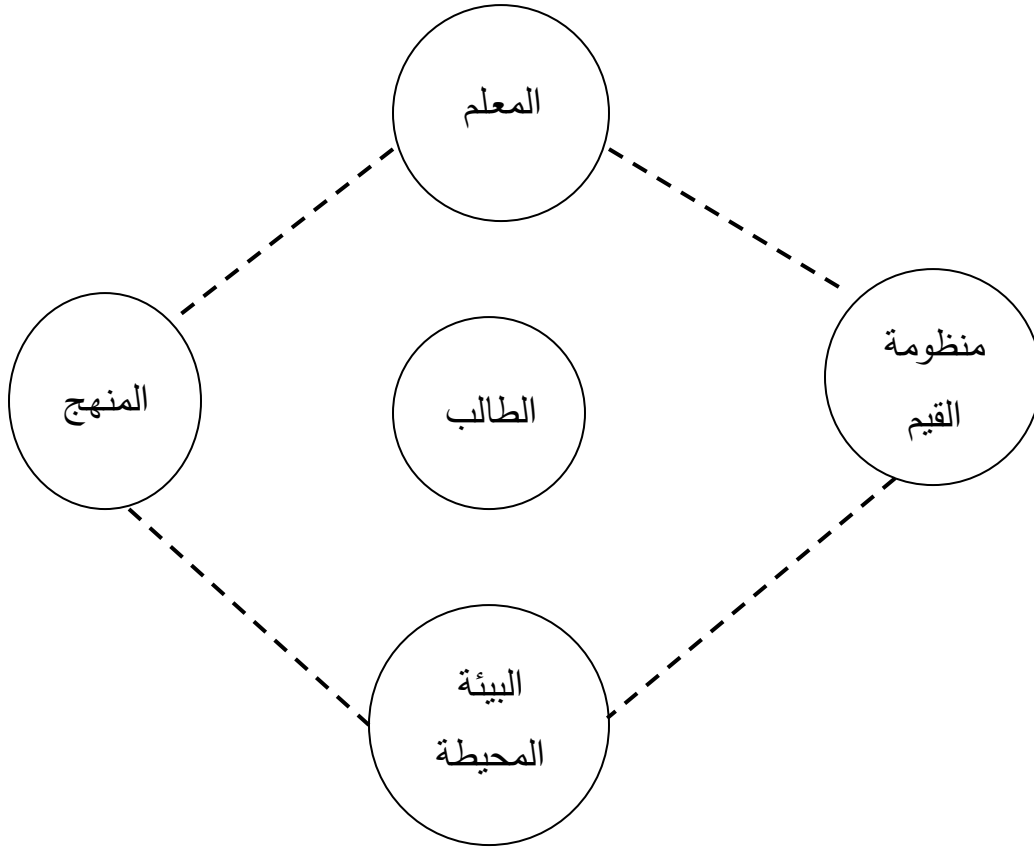 المعلم
منظومة
القيم
الطالب
المنهج
البيئة
المحيطة